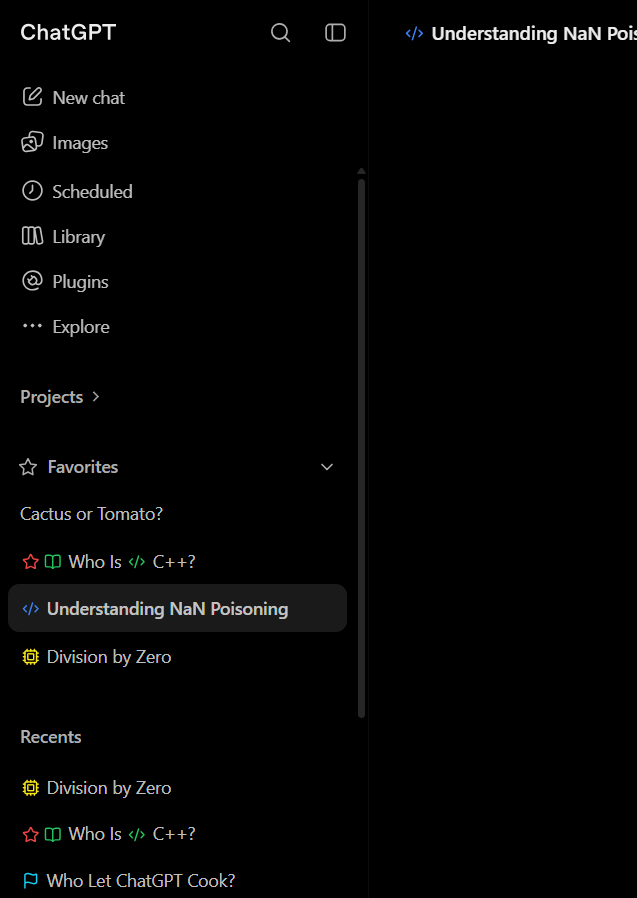 ChatGPT
Understanding NaN Pois
New chat
Images
Scheduled
Library
Plugins
Explore
Projects
Favorites
Cactus or Tomato?
Who Is </> C++?
</> Understanding NaN Poisoning
Division by Zero
Recents
Division by Zero
Who Is </> C++?
Who Let ChatGPT Cook?